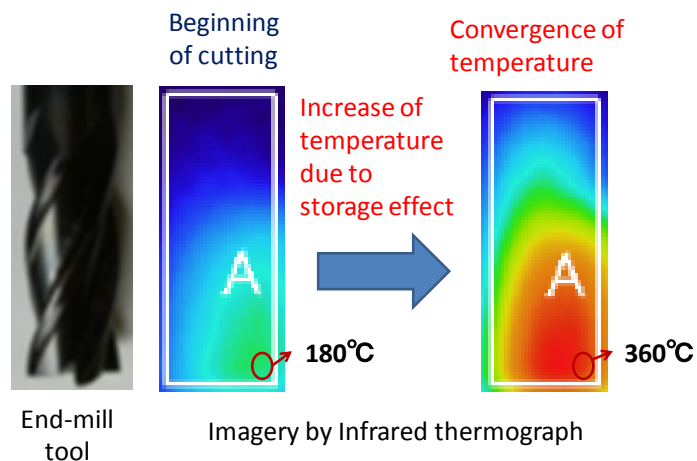 Beginning
of cutting
Convergence of
temperature
Increase of
temperature
due to
storage effect
A
A
180℃
360℃
End-mill
tool
Imagery by Infrared thermograph